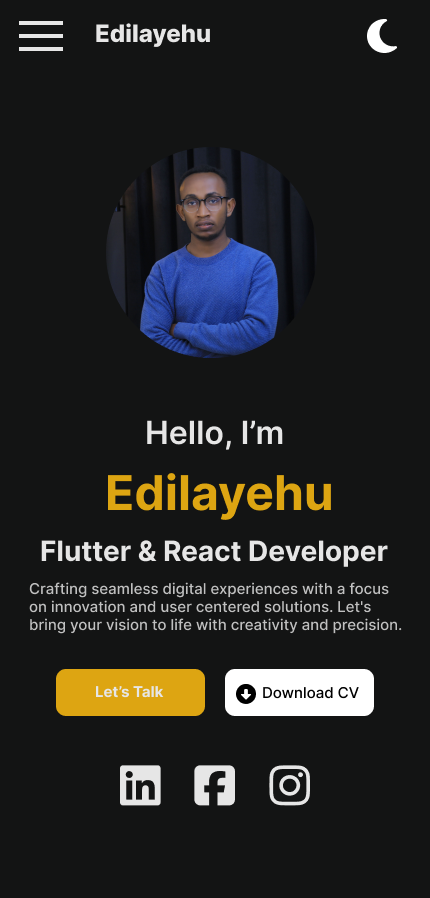 Edilayehu
Hello, I’m
Edilayehu
Flutter & React Developer
Crafting seamless digital experiences with a focus
on innovation and user centered solutions. Let's
bring your vision to life with creativity and precision.
Let’s Talk
Download CV